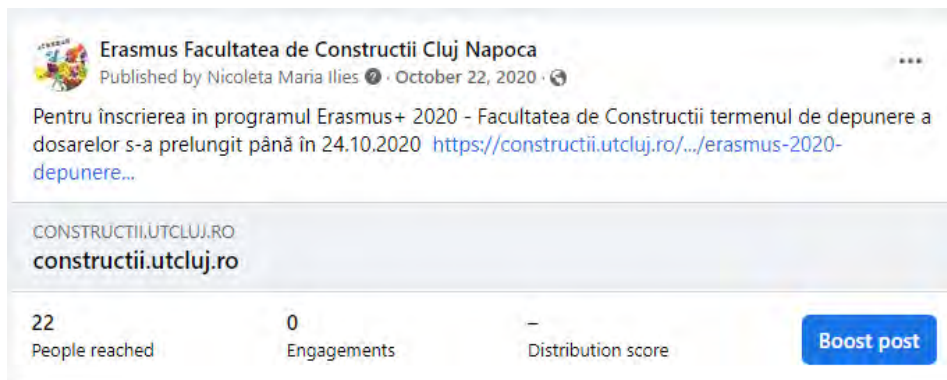 Erasmus Facultatea de Constructii Cluj Napoca
Published by Nicoleta Maria Ilies · October 22, 2020 ·
Pentru înscrierea in programul Erasmus+ 2020 - Facultatea de Constructii termenul de depunere a
dosarelor s-a prelungit până în 24.10.2020 https://constructii.utcluj.ro/.../erasmus-2020-
depunere...
CONSTRUCTII.UTCLUJ.RO
constructii.utcluj.ro
22
People reached
0
Engagements
–
Distribution score
Boost post